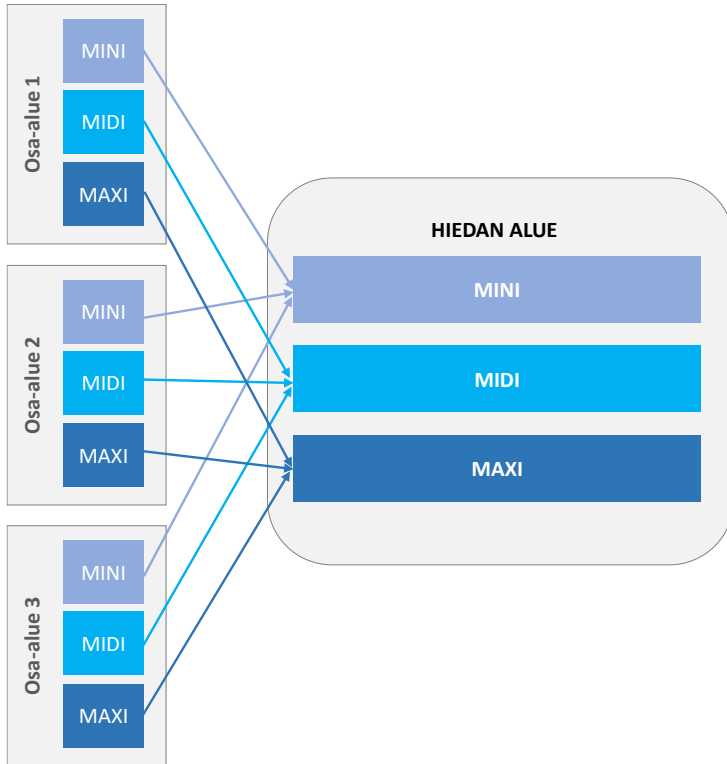 Osa-alue 1
MINI
MIDI
MAXI
Osa-alue 2
MINI
MIDI
MAXI
Osa-alue 3
MINI
MIDI
MAXI
HIEDAN ALUE
MINI
MIDI
MAXI